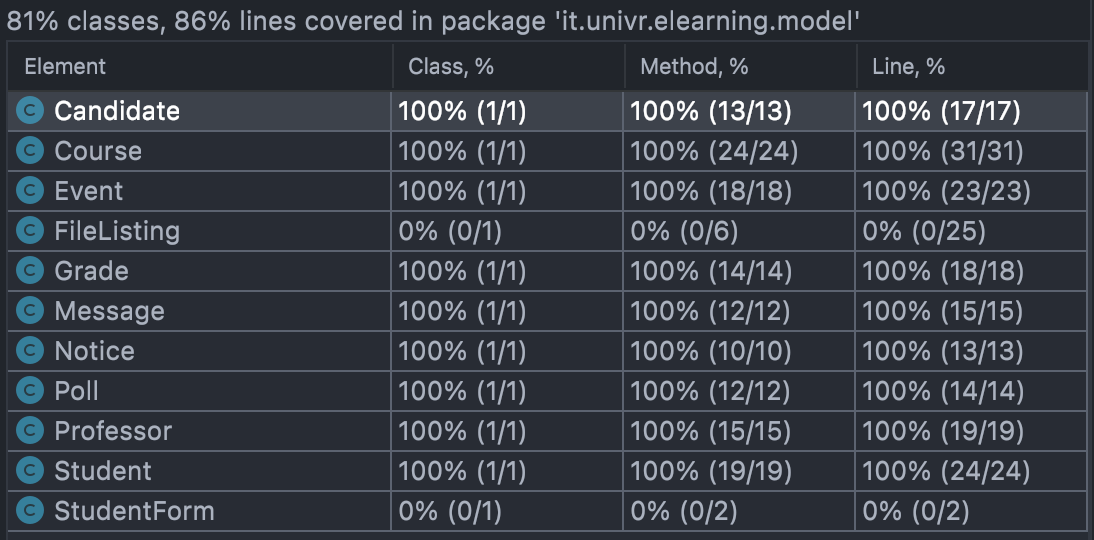 81% classes, 86% lines covered in package 'it.univr.elearning.model'
Element Class, % Method, % Line, %
C Candidate 100% (1/1) 100% (13/13) 100% (17/17)
C Course 100% (1/1) 100% (24/24) 100% (31/31)
C Event 100% (1/1) 100% (18/18) 100% (23/23)
C FileListing 0% (0/1) 0% (0/6) 0% (0/25)
C Grade 100% (1/1) 100% (14/14) 100% (18/18)
C Message 100% (1/1) 100% (12/12) 100% (15/15)
C Notice 100% (1/1) 100% (10/10) 100% (13/13)
C Poll 100% (1/1) 100% (12/12) 100% (14/14)
C Professor 100% (1/1) 100% (15/15) 100% (19/19)
C Student 100% (1/1) 100% (19/19) 100% (24/24)
C StudentForm 0% (0/1) 0% (0/2) 0% (0/2)